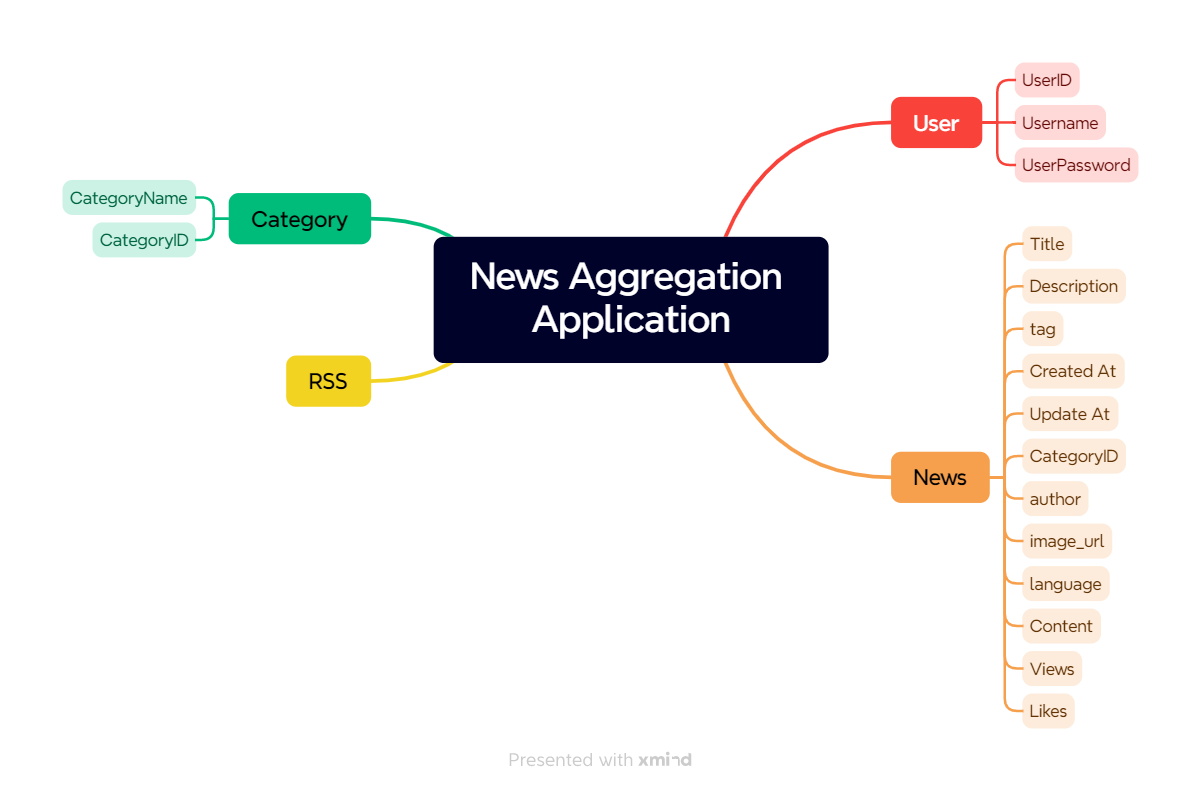 News Aggregation
Application
User
UserID
Username
UserPassword
News
Title
Description
tag
Created At
Update At
CategoryID
author
image_url
language
Content
Views
Likes
Category
CategoryName
CategoryID
RSS
Presented with xmind